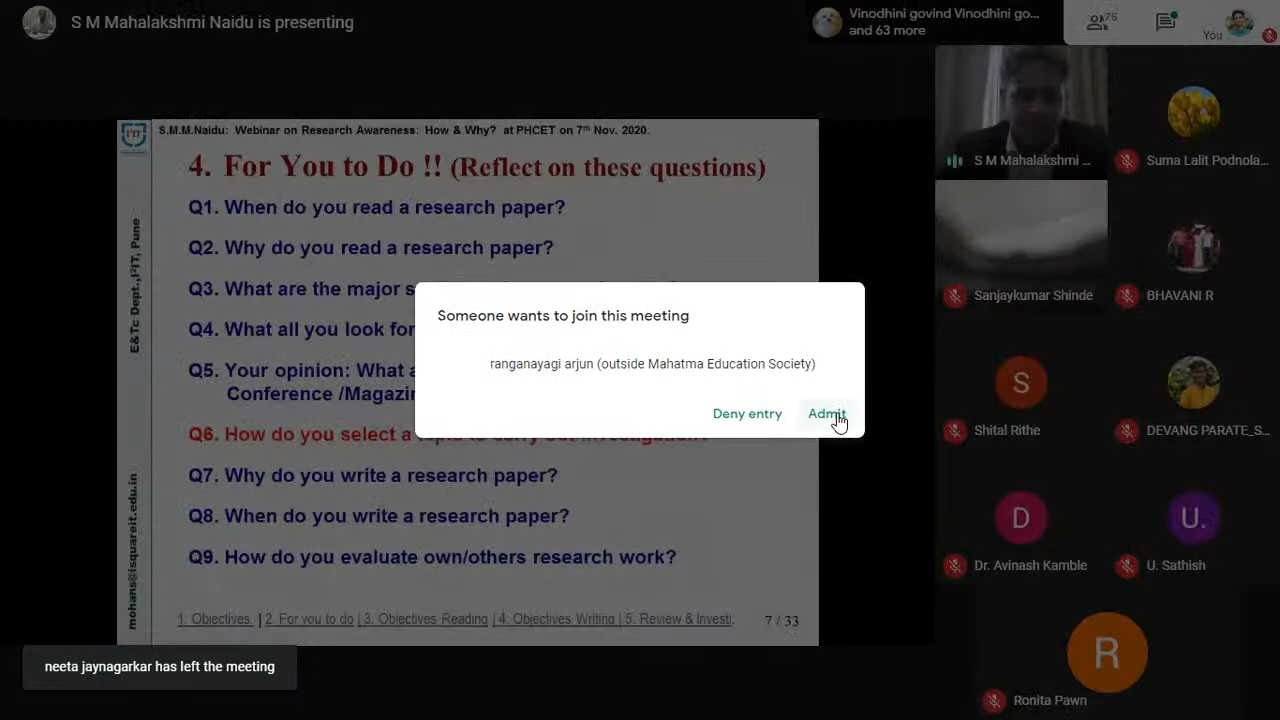 S M Mahalakshmi Naidu is presenting
Vinodhini govind Vinodhini go...
and 63 more
76
You
S.M.M.Naidu: Webinar on Research Awareness: How & Why? at PHCET on 7th Nov. 2020.
4. For You to Do !! (Reflect on these questions)
Q1. When do you read a research paper?
Q2. Why do you read a research paper?
Q3. What are the major s
Q4. What all you look for
Q5. Your opinion: What a
Conference /Magazin
Q6. How do you select a
Q7. Why do you write a research paper?
Q8. When do you write a research paper?
Q9. How do you evaluate own/others research work?
1. Objectives. | 2. For you to do | 3. Objectives Reading | 4. Objectives Writing | 5. Review & Investi.
7 / 33
E&Tc Dept.,I²IT, Pune
mohans@isquareit.edu.in
Someone wants to join this meeting
ranganayagi arjun (outside Mahatma Education Society)
Deny entry
Admit
S M Mahalakshmi ...
Suma Lalit Podnola...
Sanjaykumar Shinde
BHAVANI R
S
Shital Rithe
DEVANG PARATE_S...
D
Dr. Avinash Kamble
U.
U. Sathish
R
Ronita Pawn
neeta jaynagarkar has left the meeting